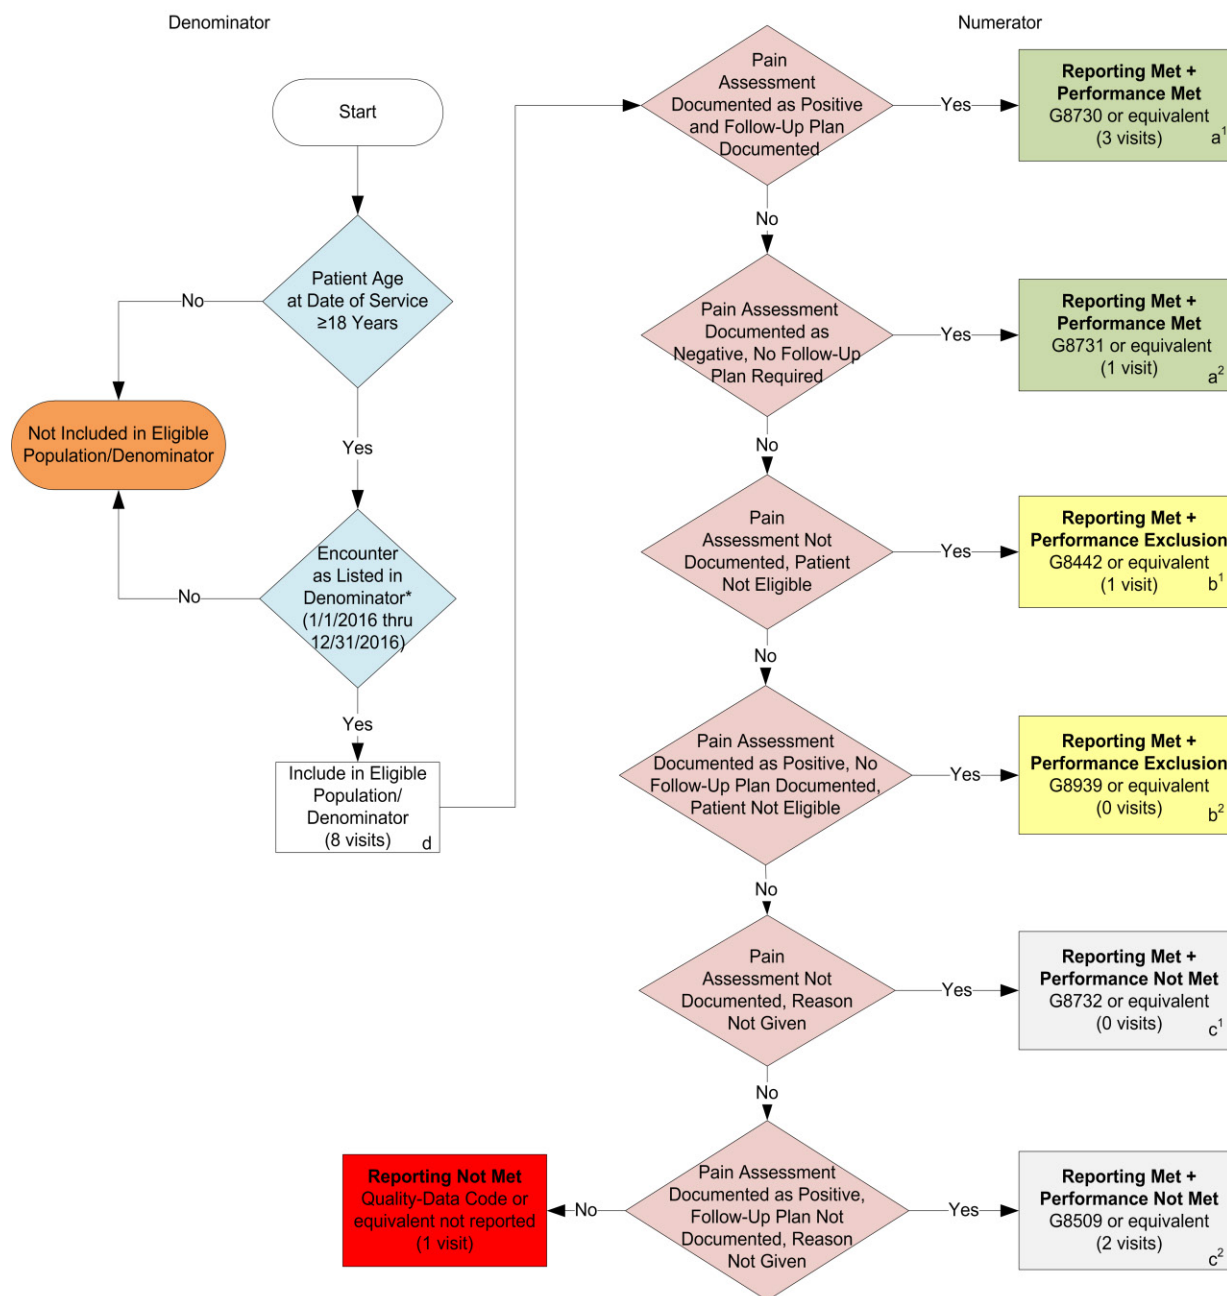 Denominator
Numerator
Start
Patient Age
at Date of Service
≥18 Years
No
Not Included in Eligible
Population/Denominator
Yes
Encounter
as Listed in
Denominator*
(1/1/2016 thru
12/31/2016)
No
Yes
Include in Eligible
Population/
Denominator
(8 visits)
d
Pain
Assessment
Documented as Positive
and Follow-Up Plan
Documented
Yes
Reporting Met +
Performance Met
G8730 or equivalent
(3 visits)
a¹
No
Pain Assessment
Documented as
Negative, No Follow-Up
Plan Required
Yes
Reporting Met +
Performance Met
G8731 or equivalent
(1 visit)
a²
No
Pain
Assessment Not
Documented, Patient
Not Eligible
Yes
Reporting Met +
Performance Exclusion
G8442 or equivalent
(1 visit)
b¹
No
Pain Assessment
Documented as Positive, No
Follow-Up Plan Documented,
Patient Not Eligible
Yes
Reporting Met +
Performance Exclusion
G8939 or equivalent
(0 visits)
b²
No
Pain
Assessment Not
Documented, Reason
Not Given
Yes
Reporting Met +
Performance Not Met
G8732 or equivalent
(0 visits)
c¹
No
Pain Assessment
Documented as Positive,
Follow-Up Plan Not
Documented, Reason
Not Given
Yes
Reporting Met +
Performance Not Met
G8509 or equivalent
(2 visits)
c²
No
Reporting Not Met
Quality-Data Code or
equivalent not reported
(1 visit)